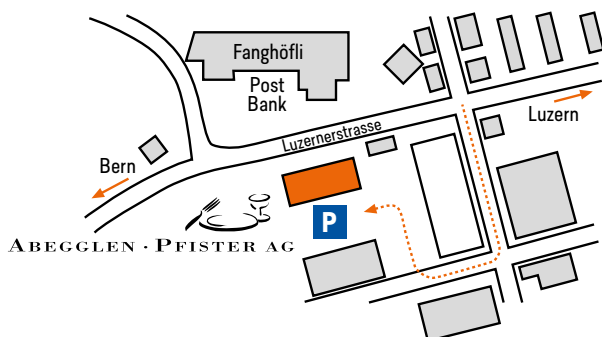 Fanghöfli
Post
Bank
Luzernerstrasse
Luzern
Bern
P
ABEGGLEN · PFISTER AG